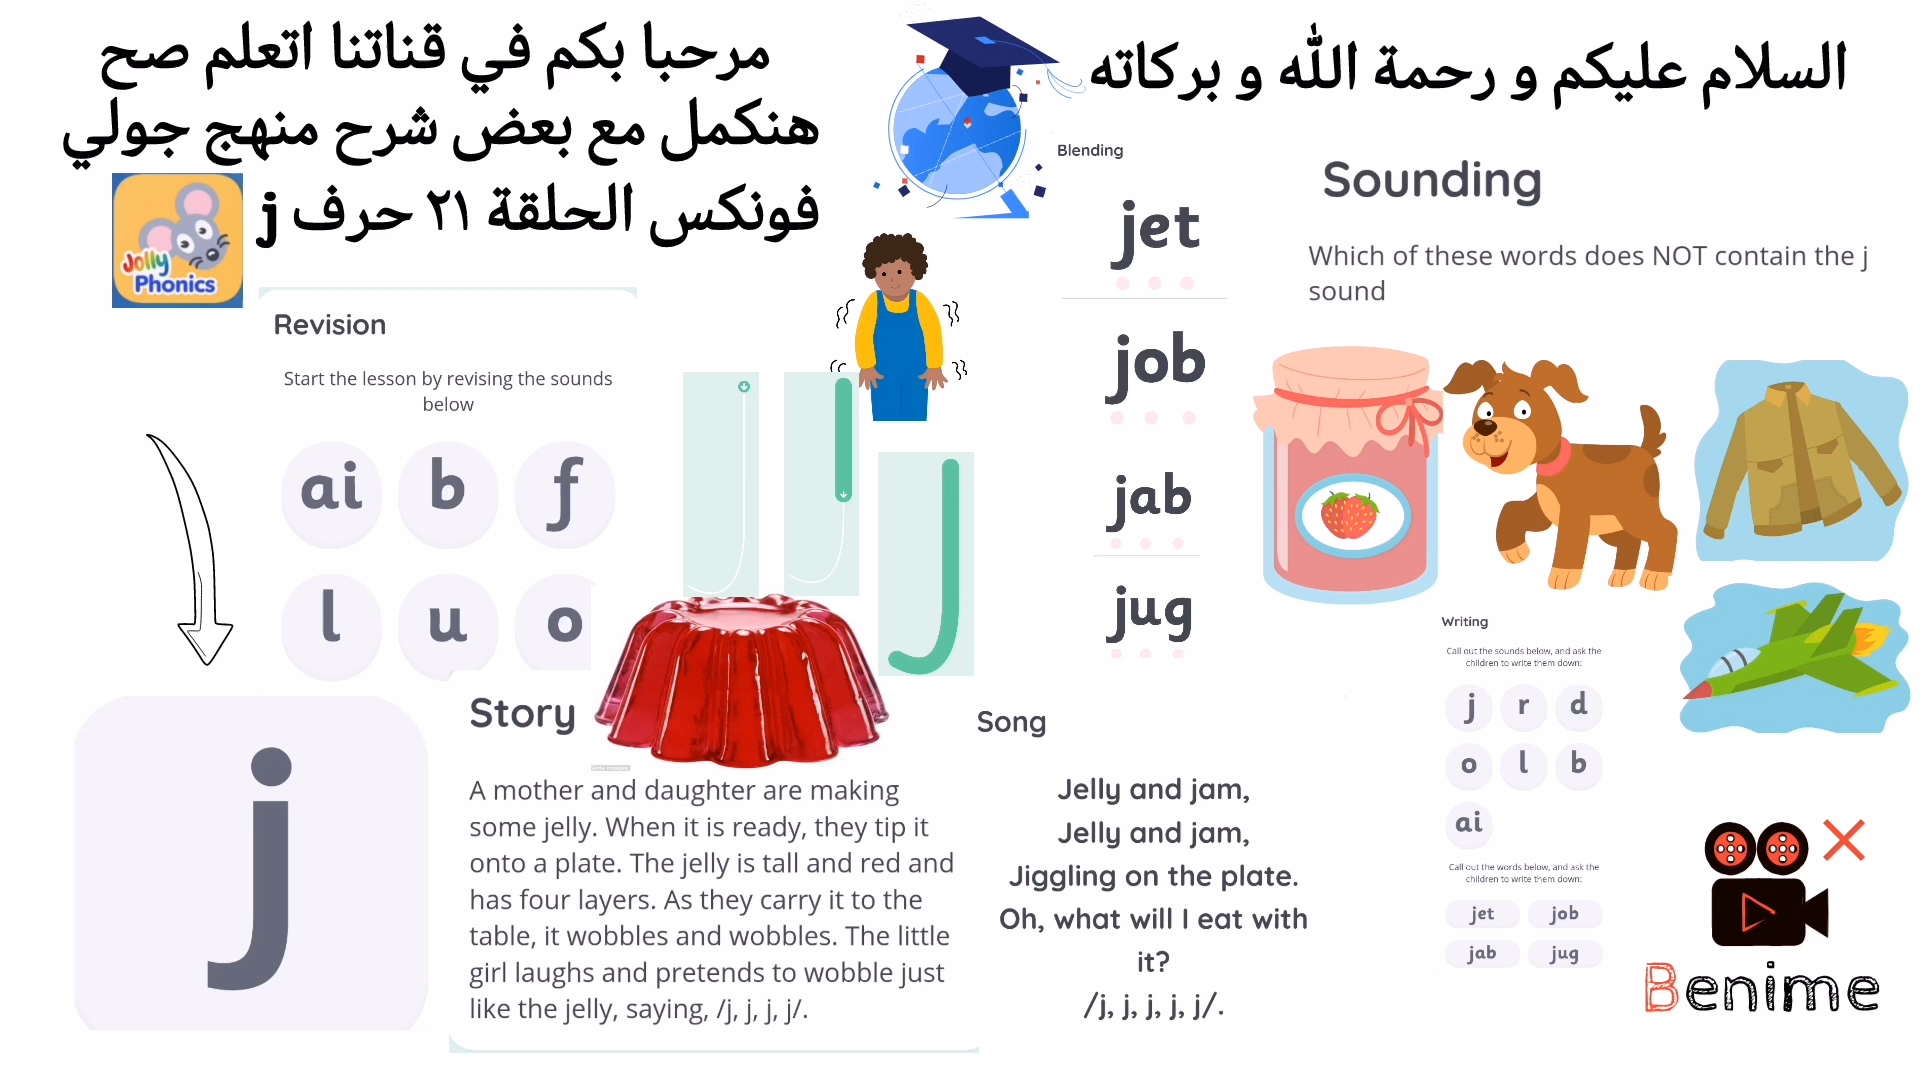 السلام عليكم و رحمة الله و بركاته
مرحبا بكم في قناتنا اتعلم صح
هنكمل مع بعض شرح منهج جولي
فونكس الحلقة ٢١ حرف j
Jolly
Phonics
Revision
Start the lesson by revising the sounds
below
ai b f
l u o
j
Story
A mother and daughter are making
some jelly. When it is ready, they tip it
onto a plate. The jelly is tall and red and
has four layers. As they carry it to the
table, it wobbles and wobbles. The little
girl laughs and pretends to wobble just
like the jelly, saying, /j, j, j, j/.
Blending
jet
job
jab
jug
Song
Jelly and jam,
Jelly and jam,
Jiggling on the plate.
Oh, what will I eat with
it?
/j, j, j, j, j/.
Sounding
Which of these words does NOT contain the j
sound
Writing
Call out the sounds below, and ask the
children to write them down:
j r d
o l b
ai
Call out the words below, and ask the
children to write them down:
jet job
jab jug
Benime